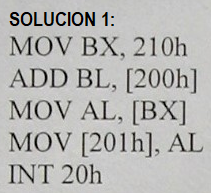 SOLUCION 1:
MOV BX, 210h
ADD BL, [200h]
MOV AL, [BX]
MOV [201h], AL
INT 20h